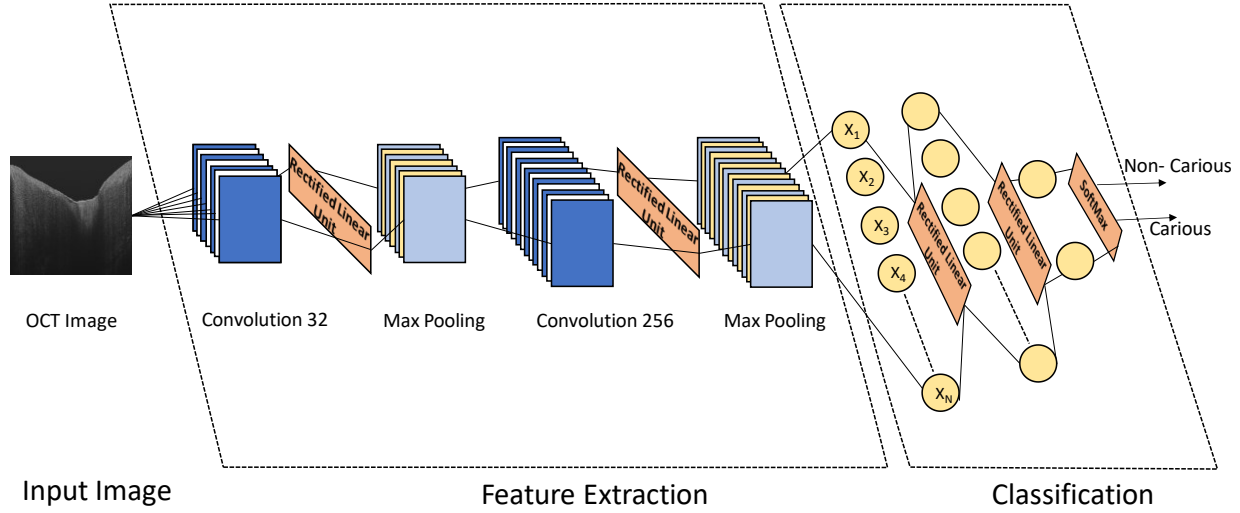 OCT Image
Convolution 32
Rectified Linear
Unit
Max Pooling
Convolution 256
Rectified Linear
Unit
Max Pooling
X1
X2
X3
X4
XN
Rectified Linear
Unit
Rectified Linear
Unit
SoftMax
Non- Carious
Carious
Input Image
Feature Extraction
Classification